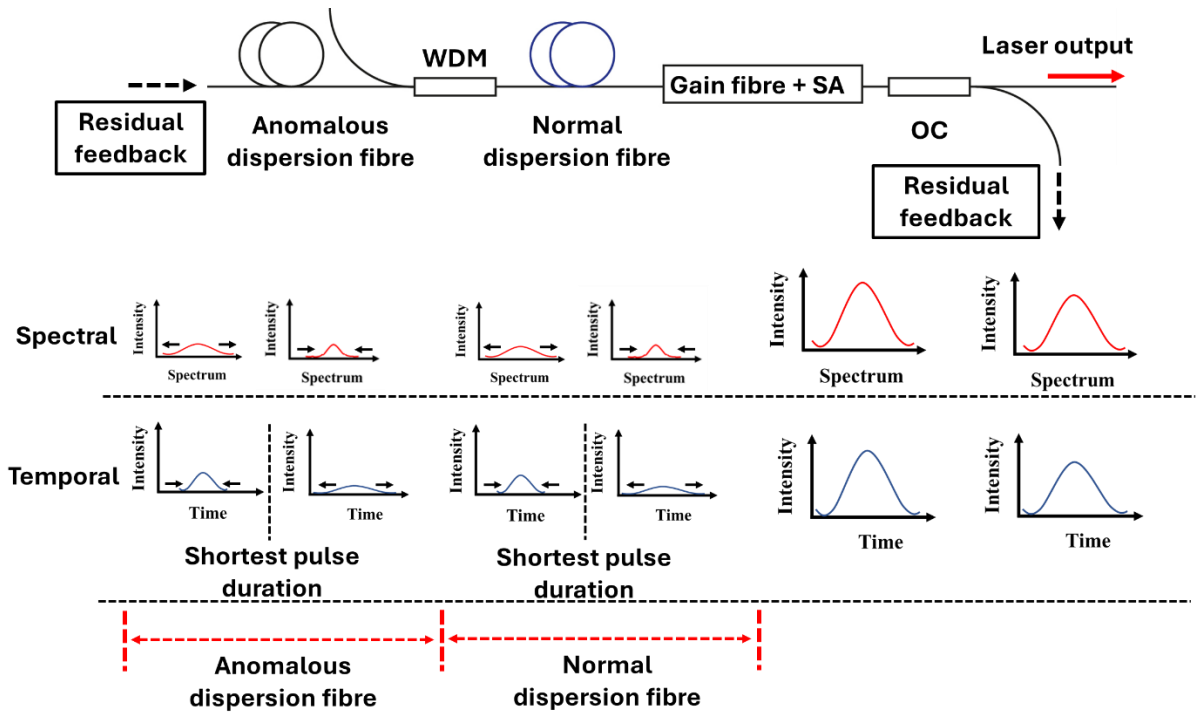 Laser output
WDM
Gain fibre + SA
Residual
feedback
Anomalous
dispersion fibre
Normal
dispersion fibre
OC
Residual
feedback
Spectral
Intensity
Spectrum
Intensity
Spectrum
Intensity
Spectrum
Intensity
Spectrum
Intensity
Spectrum
Intensity
Spectrum
Temporal
Intensity
Time
Intensity
Time
Intensity
Time
Intensity
Time
Intensity
Time
Intensity
Time
Shortest pulse
duration
Shortest pulse
duration
Anomalous
dispersion fibre
Normal
dispersion fibre